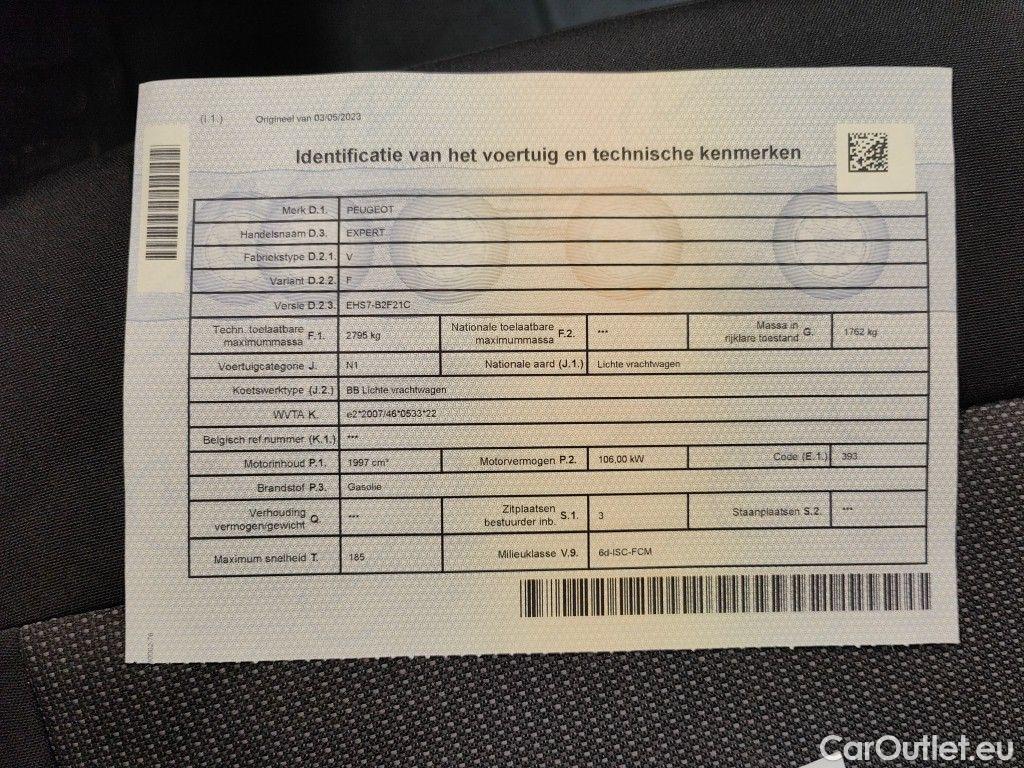 (I.1.) Origineel van 03/05/2023
Identificatie van het voertuig en technische kenmerken
Merk D.1. PEUGEOT
Handelsnaam D.3. EXPERT
Fabriekstype D.2.1. V
Variant D.2.2. F
Versie D.2.3. EHS7-B2F21C
Techn. toelaatbare maximummassa F.1. 2795 kg Nationale toelaatbare maximummassa F.2. *** Massa in rijklare toestand G. 1762 kg
Voertuigcategorie J. N1 Nationale aard (J.1.) Lichte vrachtwagen
Koetswerktype (J.2.) BB Lichte vrachtwagen
WVTA K. e2*2007/46*0533*22
Belgisch ref.nummer (K.1.) ***
Motorinhoud P.1. 1997 cm³ Motorvermogen P.2. 106,00 kW Code (E.1.) 393
Brandstof P.3. Gasolie
Verhouding vermogen/gewicht Q. *** Zitplaatsen bestuurder inb. S.1. 3 Staanplaatsen S.2. ***
Maximum snelheid T. 185 Milieuklasse V.9. 6d-ISC-FCM
CarOutlet.eu